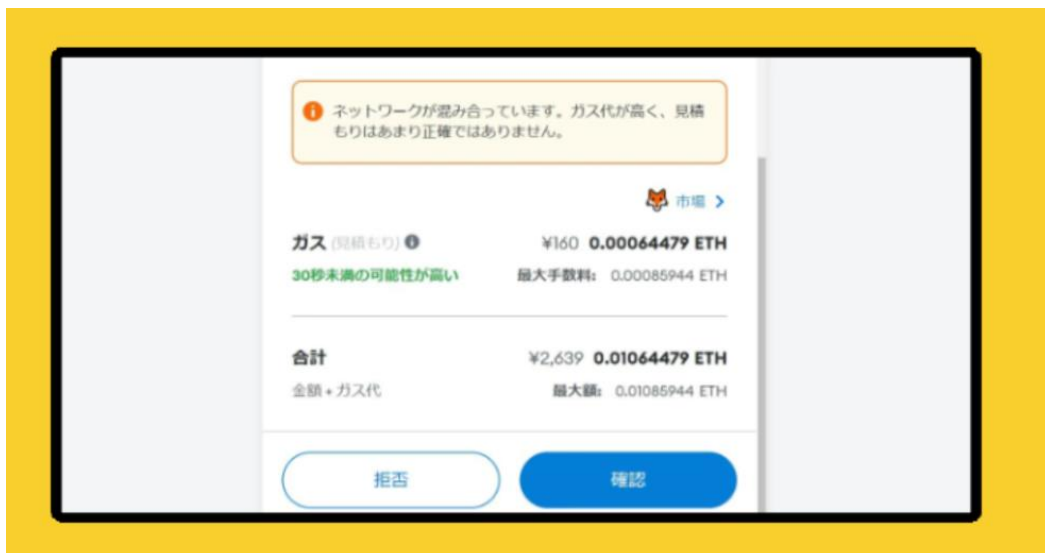 ネットワークが混み合っています。ガス代が高く、見積
もりはあまり正確ではありません。
市場
ガス (見積もり) ¥160 0.00064479 ETH
30秒未満の可能性が高い 最大手数料: 0.00085944 ETH
合計 ¥2,639 0.01064479 ETH
金額 + ガス代 最大額: 0.01085944 ETH
拒否 確認